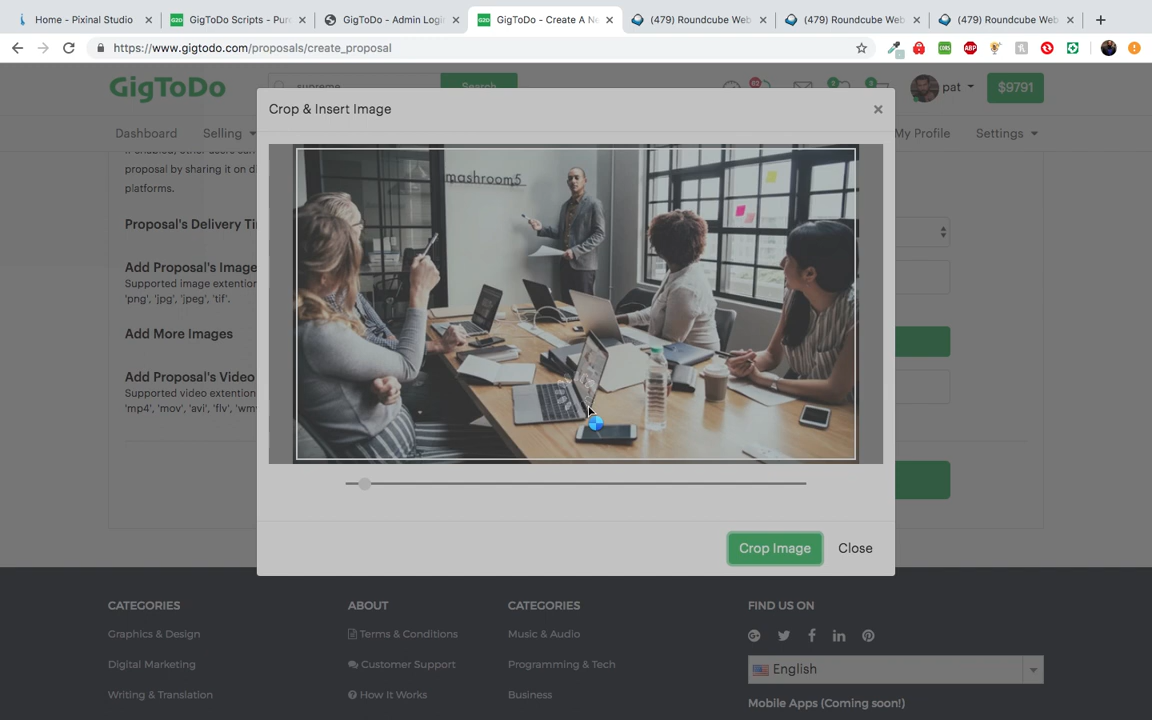 Home - Pixinal Studio
GigToDo Scripts - Pure
GigToDo - Admin Login
GigToDo - Create A Ne
(479) Roundcube Web
(479) Roundcube Web
(479) Roundcube Web
https://www.gigtodo.com/proposals/create_proposal
GigToDo
supreme
Search
pat
$9791
Crop & Insert Image
×
Dashboard
Selling
My Profile
Settings
proposal by sharing it on d
platforms.
Proposal's Delivery Ti
Add Proposal's Image
Supported image extention
'png', 'jpg', 'jpeg', 'tif'.
Add More Images
Add Proposal's Video
Supported video extention
'mp4', 'mov', 'avi', 'flv', 'wm
mashroom5
Crop Image
Close
CATEGORIES
Graphics & Design
Digital Marketing
Writing & Translation
ABOUT
Terms & Conditions
Customer Support
How It Works
CATEGORIES
Music & Audio
Programming & Tech
Business
FIND US ON
English
Mobile Apps (Coming soon!)